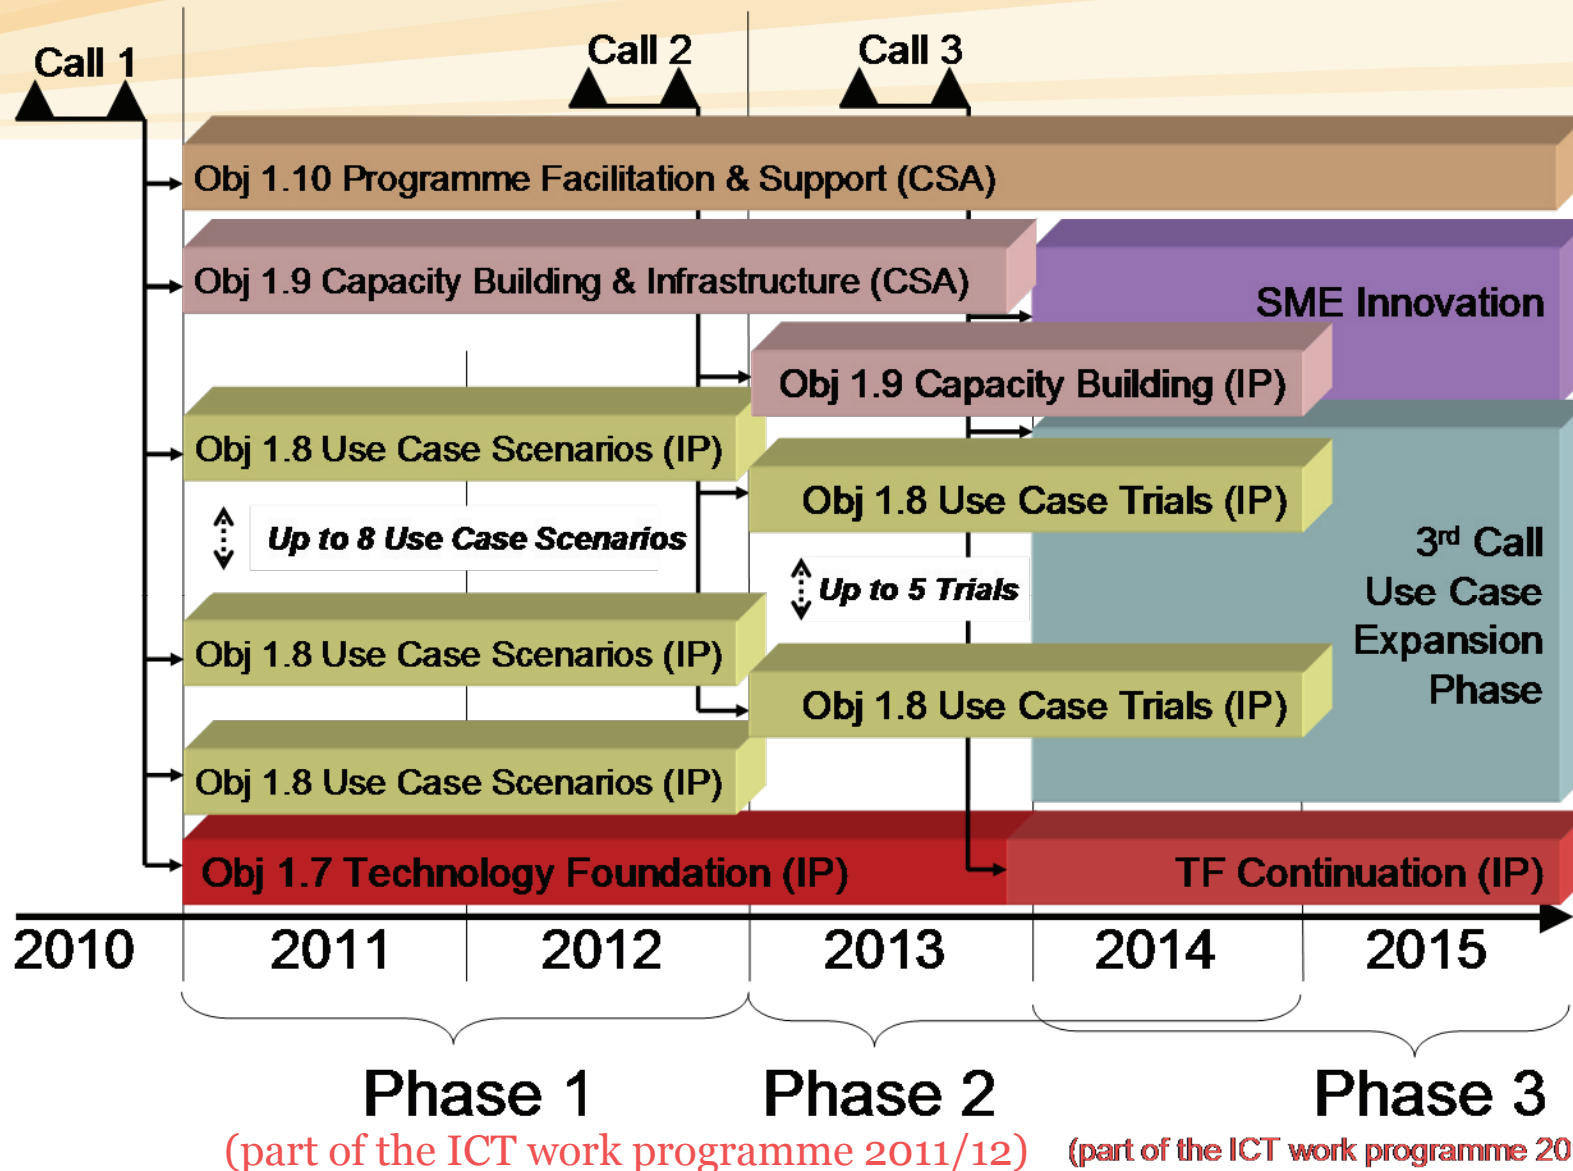 Call 1
Call 2
Call 3
Obj 1.10 Programme Facilitation & Support (CSA)
Obj 1.9 Capacity Building & Infrastructure (CSA)
SME Innovation
Obj 1.9 Capacity Building (IP)
Obj 1.8 Use Case Scenarios (IP)
Obj 1.8 Use Case Trials (IP)
Up to 8 Use Case Scenarios
3rd Call
Use Case
Expansion
Phase
Up to 5 Trials
Obj 1.8 Use Case Scenarios (IP)
Obj 1.8 Use Case Trials (IP)
Obj 1.8 Use Case Scenarios (IP)
Obj 1.7 Technology Foundation (IP)
TF Continuation (IP)
2010
2011
2012
2013
2014
2015
Phase 1
Phase 2
Phase 3
(part of the ICT work programme 2011/12)
(part of the ICT work programme 20